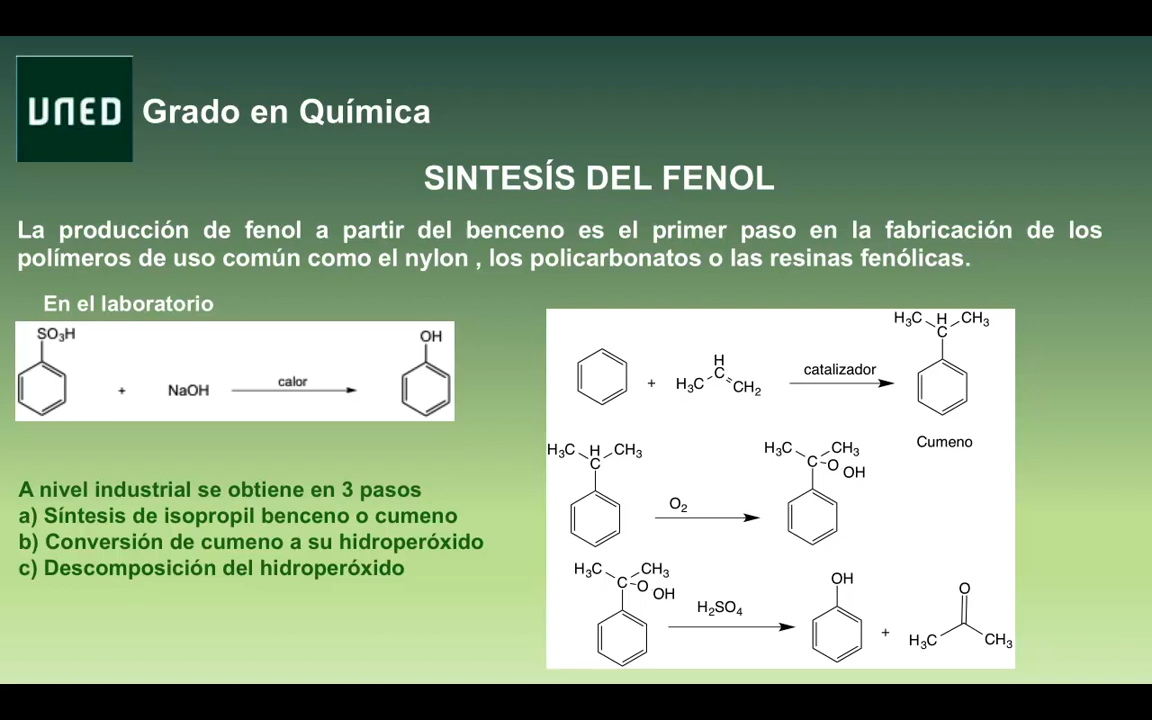 UNED
Grado en Química
SINTESÍS DEL FENOL
La producción de fenol a partir del benceno es el primer paso en la fabricación de los
polímeros de uso común como el nylon , los policarbonatos o las resinas fenólicas.
En el laboratorio
SO₃H
OH
+ NaOH calor
A nivel industrial se obtiene en 3 pasos
a) Síntesis de isopropil benceno o cumeno
b) Conversión de cumeno a su hidroperóxido
c) Descomposición del hidroperóxido
H₃C H CH₃
C
H
+ H₃C C CH₂ catalizador
Cumeno
H₃C H CH₃
C
O₂
H₃C CH₃
C O
OH
H₃C CH₃
C O
OH
H₂SO₄
OH
+
O
H₃C CH₃